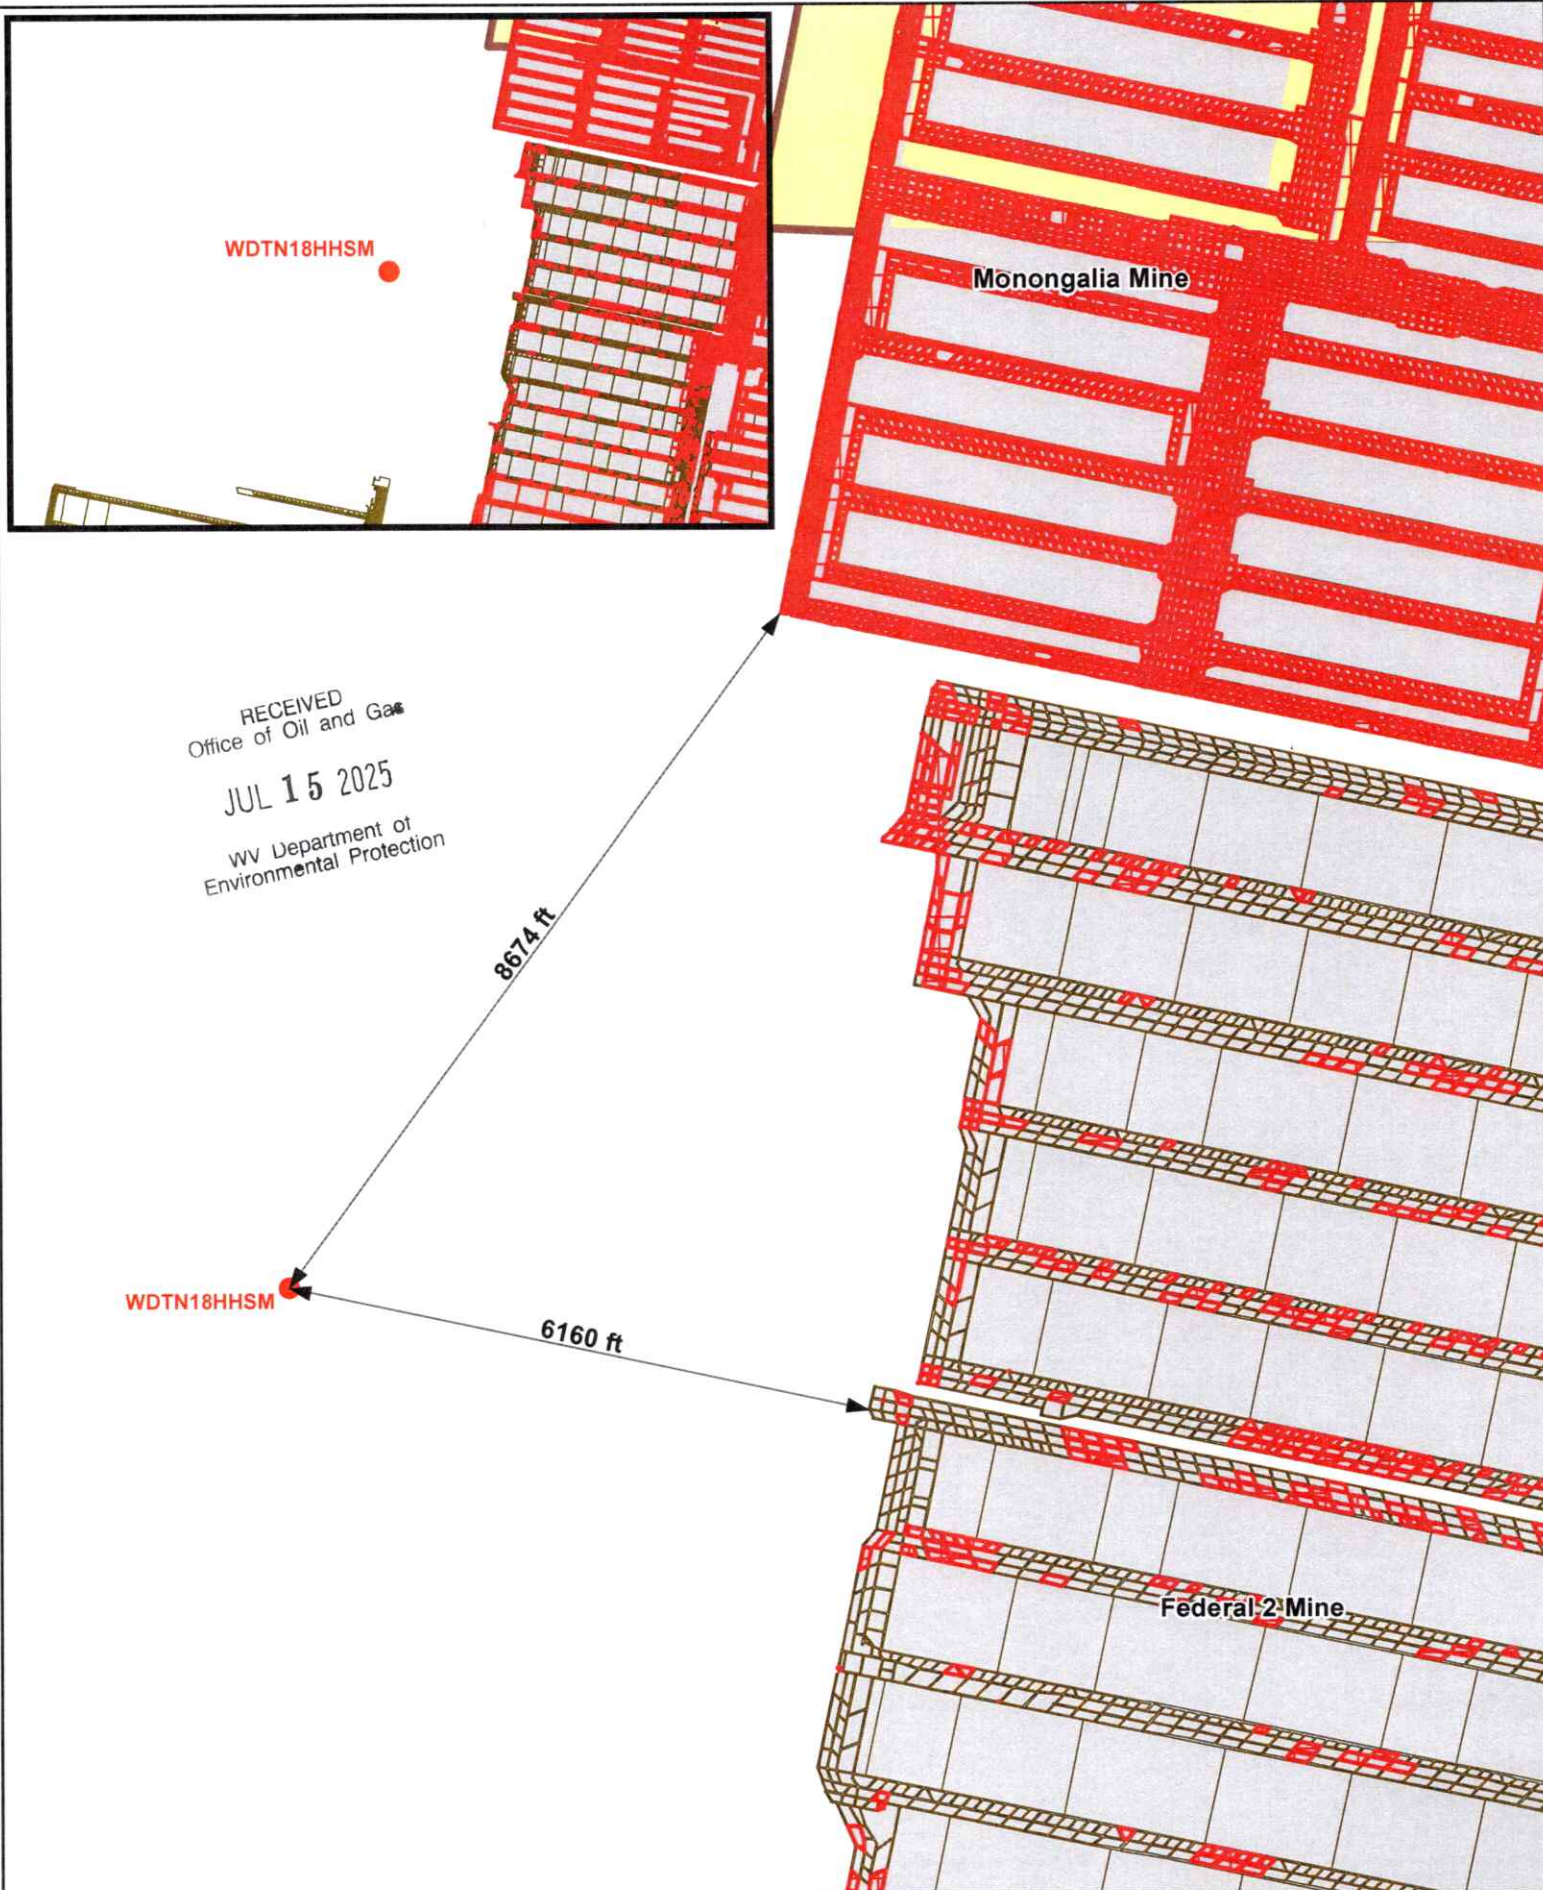 WDTN18HHSM
Monongalia Mine
RECEIVED
Office of Oil and Gas
JUL 15 2025
WV Department of
Environmental Protection
8674 ft
WDTN18HHSM
6160 ft
Federal 2 Mine